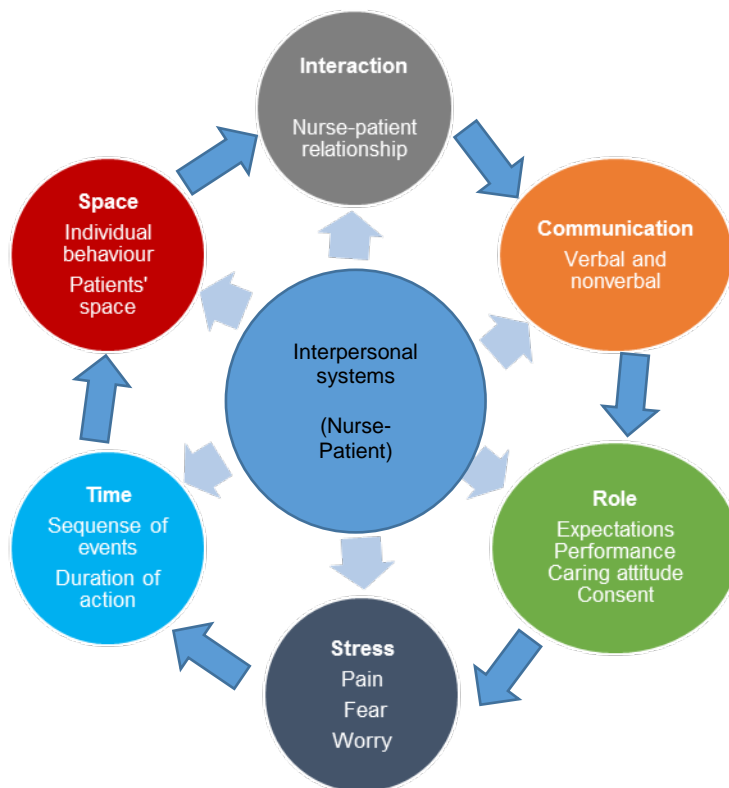 Interaction
Nurse-patient
relationship
Communication
Verbal and
nonverbal
Role
Expectations
Performance
Caring attitude
Consent
Stress
Pain
Fear
Worry
Time
Sequense of
events
Duration of
action
Space
Individual
behaviour
Patients'
space
Interpersonal
systems
(Nurse-
Patient)